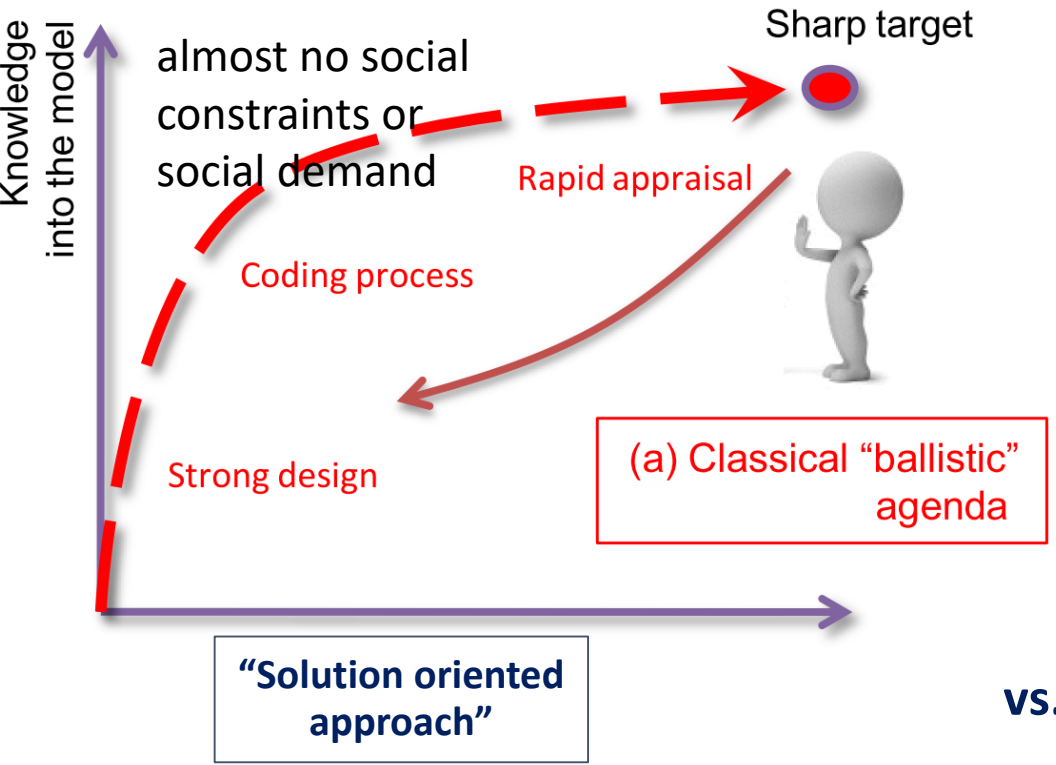 Knowledge
into the model
almost no social
constraints or
social demand
Sharp target
Rapid appraisal
Coding process
Strong design
(a) Classical “ballistic”
agenda
“Solution oriented
approach”
vs.